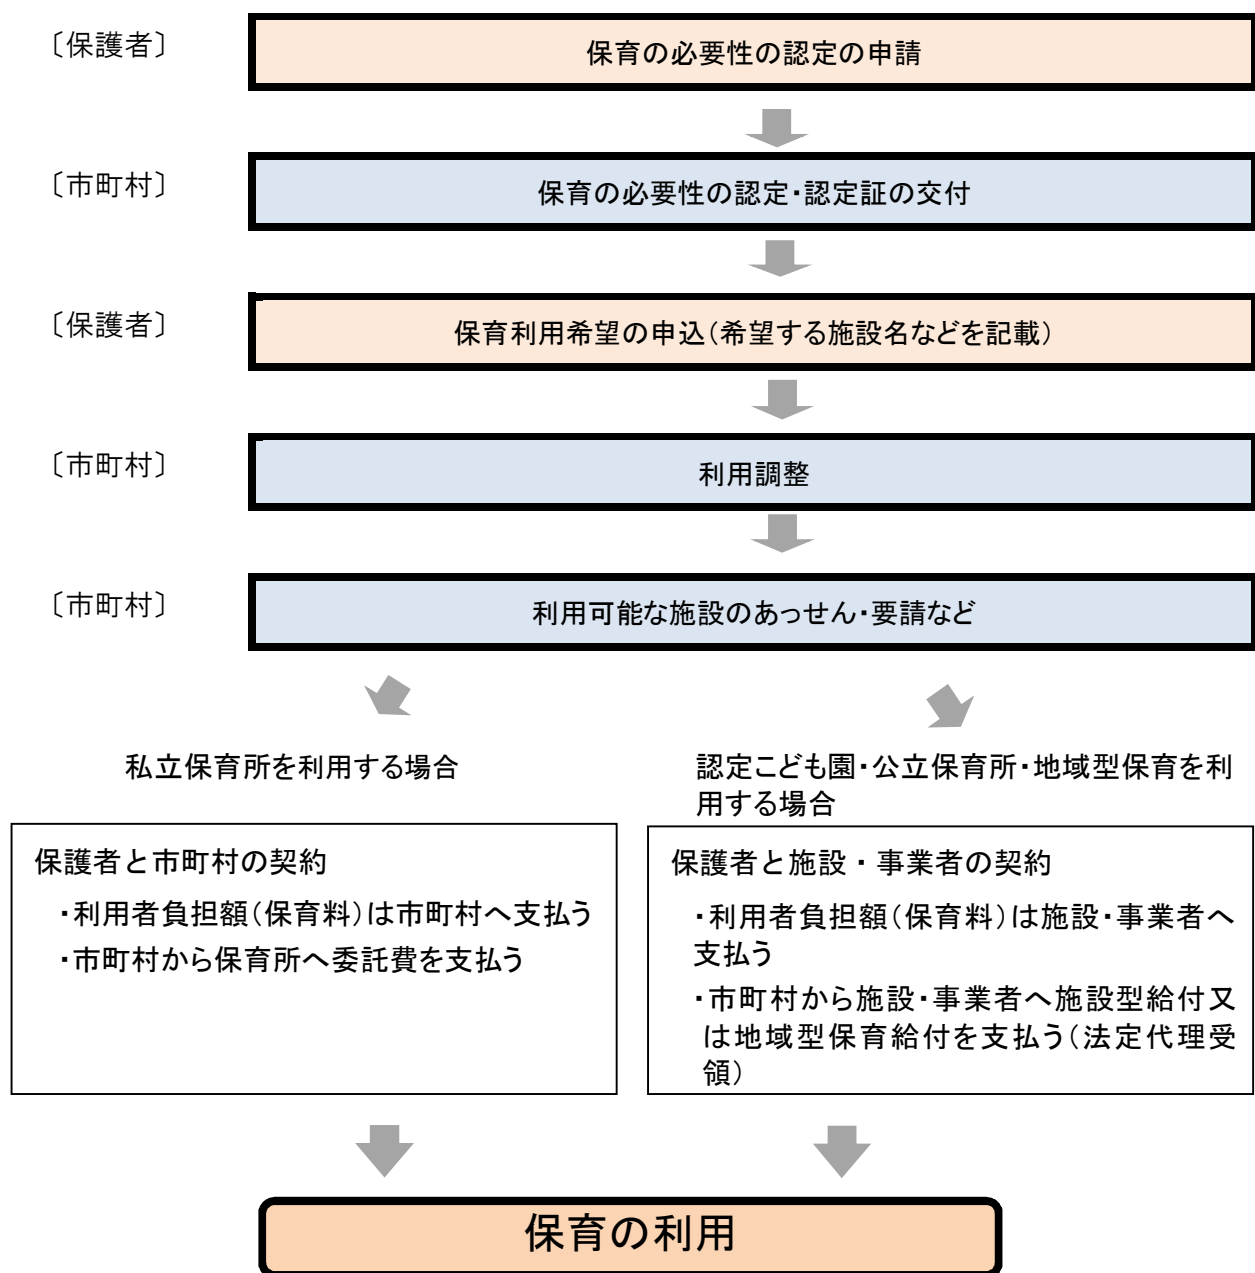 〔保護者〕
保育の必要性の認定の申請
〔市町村〕
保育の必要性の認定・認定証の交付
〔保護者〕
保育利用希望の申込（希望する施設名などを記載）
〔市町村〕
利用調整
〔市町村〕
利用可能な施設のあっせん・要請など
私立保育所を利用する場合
保護者と市町村の契約
・利用者負担額（保育料）は市町村へ支払う
・市町村から保育所へ委託費を支払う
認定こども園・公立保育所・地域型保育を利
用する場合
保護者と施設・事業者の契約
・利用者負担額（保育料）は施設・事業者へ
支払う
・市町村から施設・事業者へ施設型給付又
は地域型保育給付を支払う（法定代理受
領）
保育の利用